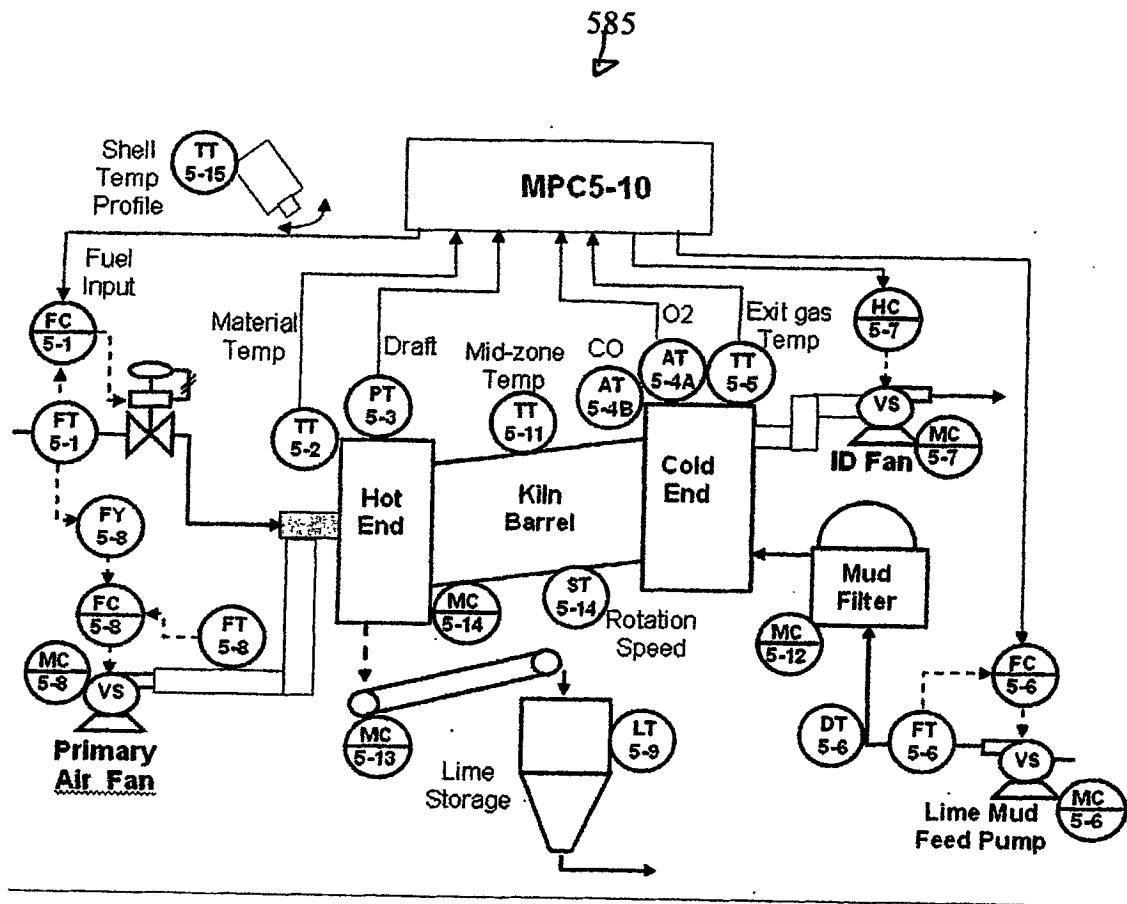 585
Shell
Temp
Profile
TT
5-15
MPC5-10
Fuel
Input
FC
5-1
FT
5-1
FY
5-8
FC
5-8
FT
5-8
MC
5-8
VS
Primary
Air Fan
Material
Temp
TT
5-2
Draft
PT
5-3
Mid-zone
Temp
TT
5-11
CO
AT
5-4B
O2
AT
5-4A
Exit gas
Temp
TT
5-5
HC
5-7
VS
MC
5-7
ID Fan
Hot
End
Kiln
Barrel
Cold
End
MC
5-14
ST
5-14
Rotation
Speed
Mud
Filter
MC
5-12
MC
5-13
Lime
Storage
LT
5-9
DT
5-6
FT
5-6
FC
5-6
VS
MC
5-6
Lime Mud
Feed Pump